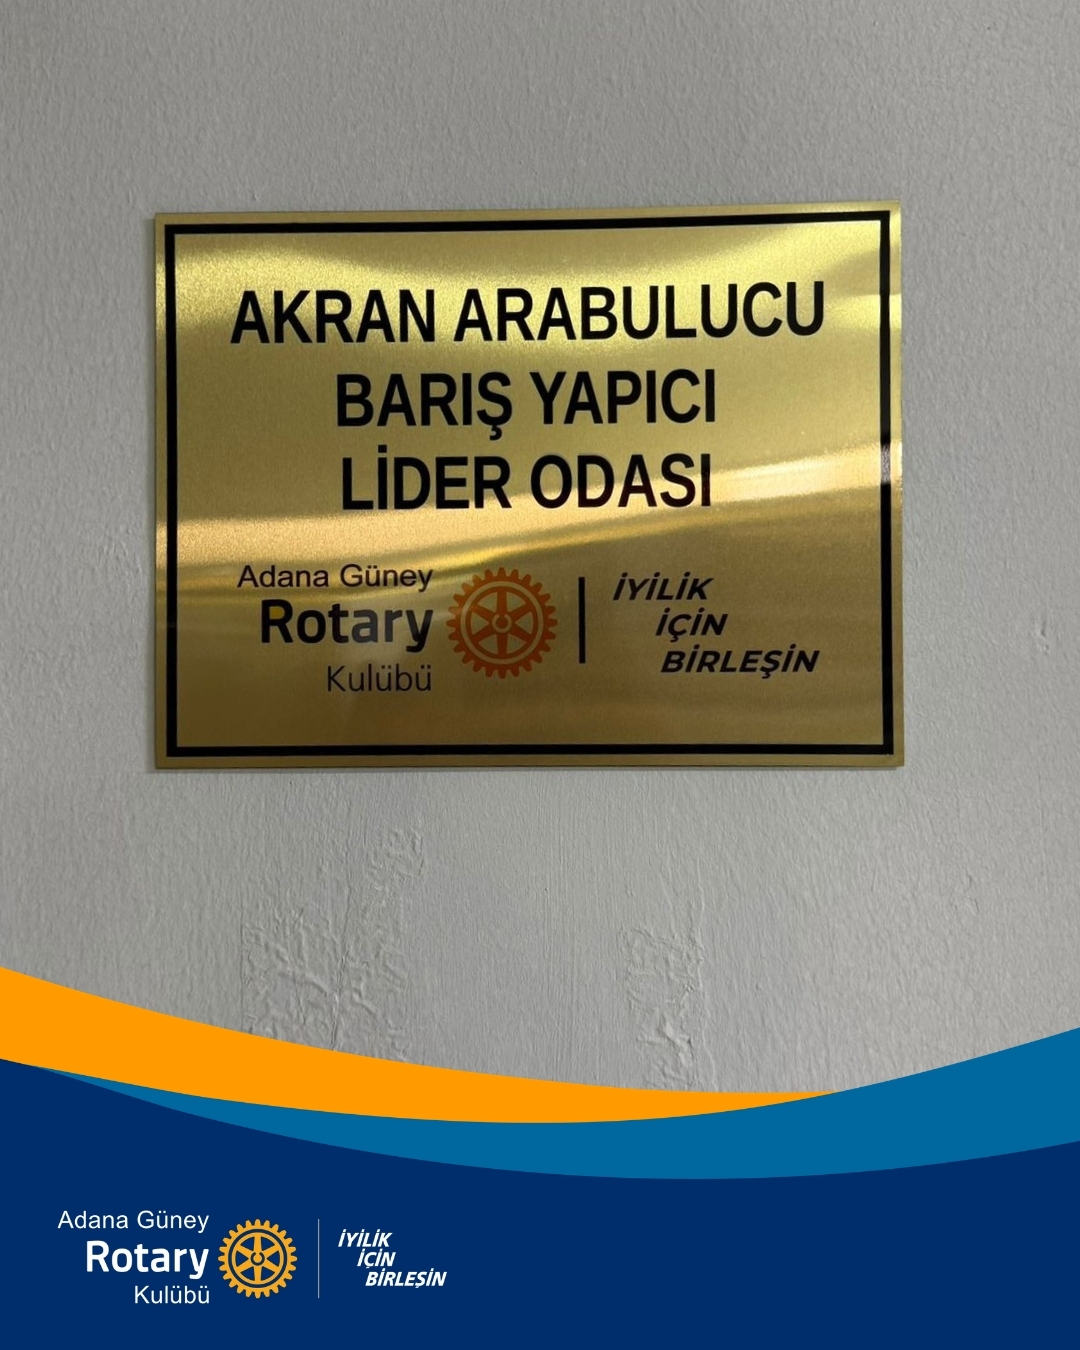 AKRAN ARABULUCU
BARIŞ YAPICI
LİDER ODASI
Adana Güney
Rotary
Kulübü
İYİLİK
İÇİN
BİRLEŞİN
Adana Güney
Rotary
Kulübü
İYİLİK
İÇİN
BİRLEŞİN